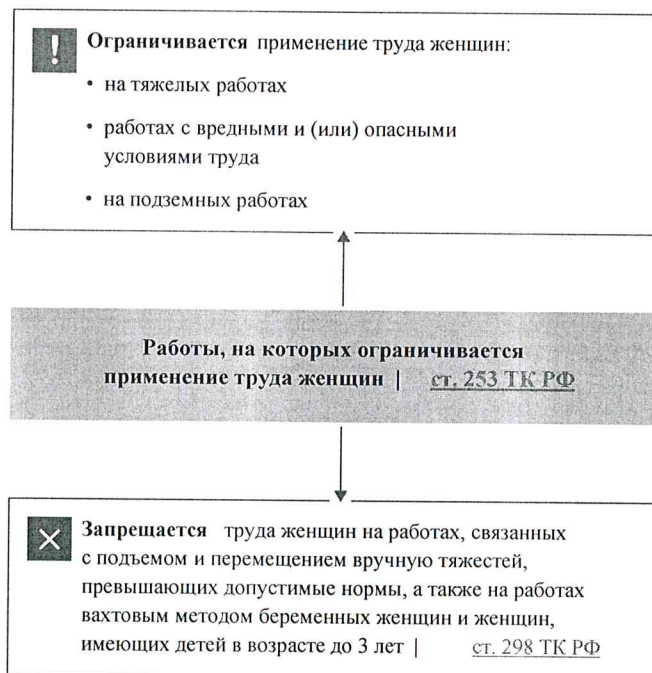 Ограничивается применение труда женщин:
• на тяжелых работах
• работах с вредными и (или) опасными
условиями труда
• на подземных работах
Работы, на которых ограничивается
применение труда женщин | ст. 253 ТК РФ
Запрещается труда женщин на работах, связанных
с подъемом и перемещением вручную тяжестей,
превышающих допустимые нормы, а также на работах
вахтовым методом беременных женщин и женщин,
имеющих детей в возрасте до 3 лет | ст. 298 ТК РФ